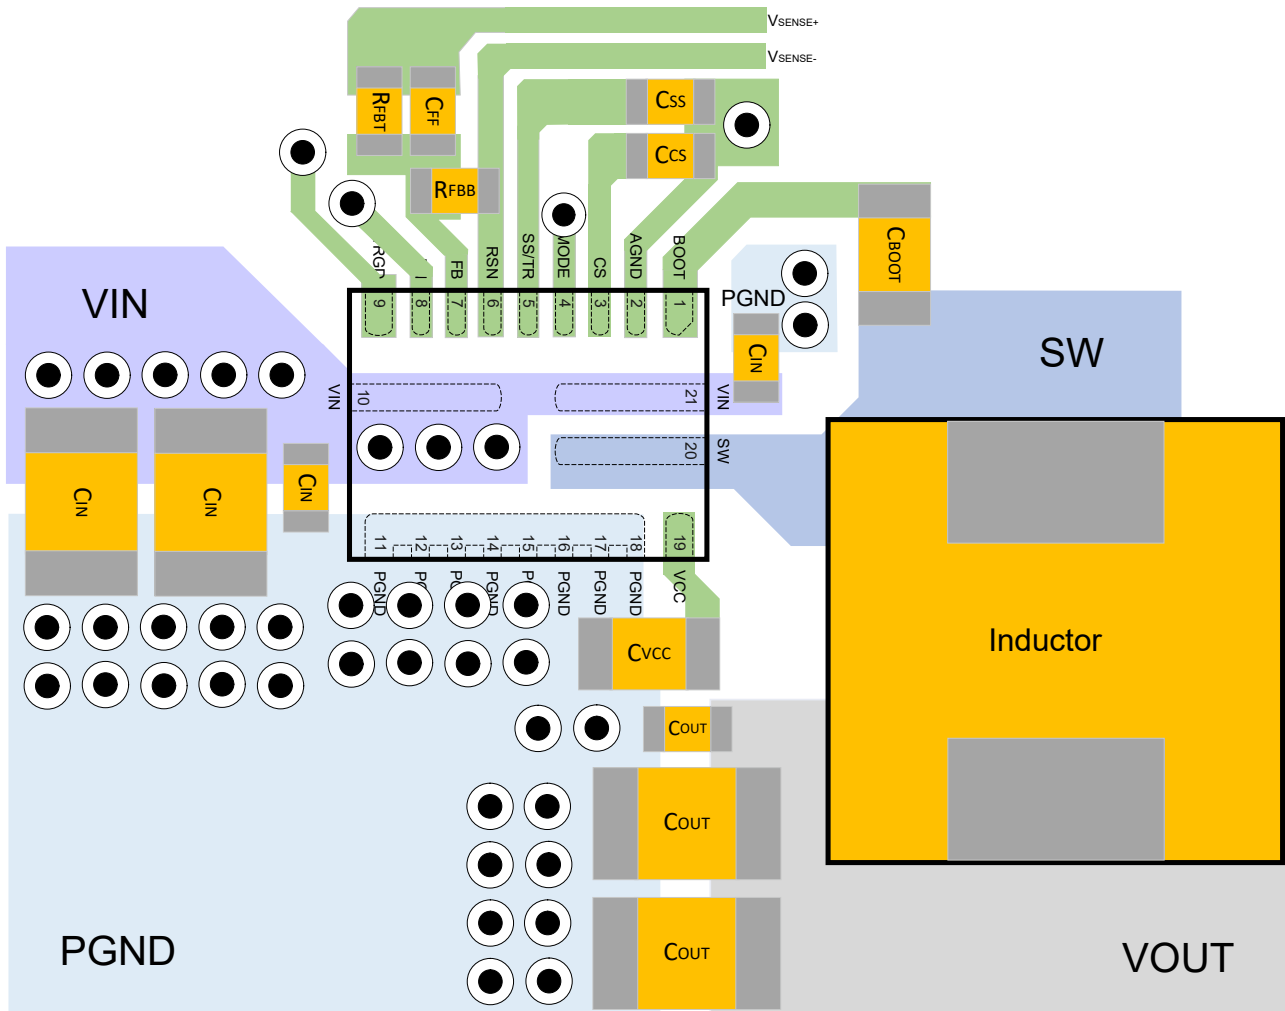 VSENSE+
VSENSE-
RFBT
CFF
CSS
CCS
RFBB
CBOOT
FB
RSN
SS/TR
MODE
CS
AGND
BOOT
9
8
7
6
5
4
3
2
1
VIN
PGND
SW
CIN
VIN
10
21
VIN
20
SW
CIN
CIN
CIN
11
12
13
14
15
16
17
18
19
PGND
PGND
PGND
PGND
PGND
VCC
CVCC
Inductor
COUT
COUT
COUT
PGND
VOUT